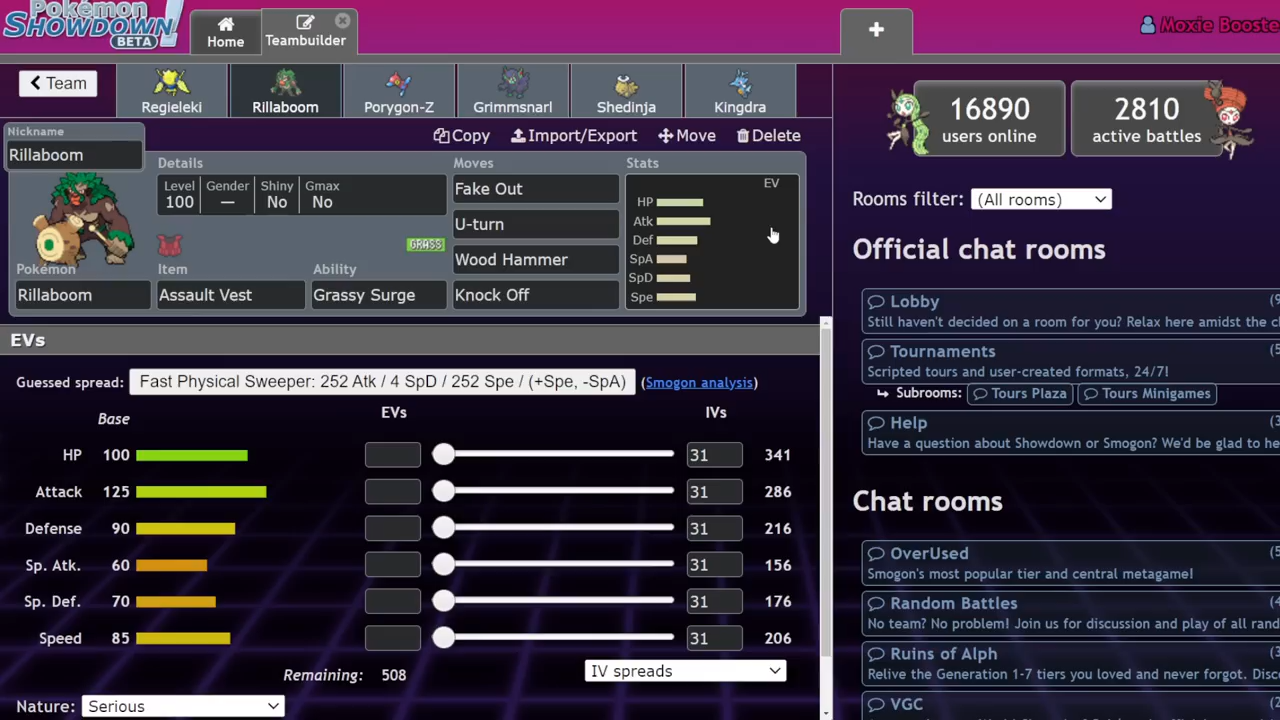 Pokémon
SHOWDOWN!
BETA
Home
Teambuilder
+
Moxie Booste
< Team
Regieleki
Rillaboom
Porygon-Z
Grimmsnarl
Shedinja
Kingdra
Copy
Import/Export
Move
Delete
Nickname
Rillaboom
Details
Level
100
Gender
—
Shiny
No
Gmax
No
GRASS
Pokémon
Rillaboom
Item
Assault Vest
Ability
Grassy Surge
Moves
Fake Out
U-turn
Wood Hammer
Knock Off
Stats
EV
HP
Atk
Def
SpA
SpD
Spe
EVs
Guessed spread: Fast Physical Sweeper: 252 Atk / 4 SpD / 252 Spe / (+Spe, -SpA) (Smogon analysis)
Base EVs IVs
HP 100 31 341
Attack 125 31 286
Defense 90 31 216
Sp. Atk. 60 31 156
Sp. Def. 70 31 176
Speed 85 31 206
Remaining: 508
IV spreads
Nature: Serious
16890
users online
2810
active battles
Rooms filter: (All rooms)
Official chat rooms
Lobby
Still haven't decided on a room for you? Relax here amidst the c
Tournaments
Scripted tours and user-created formats, 24/7!
↳ Subrooms: Tours Plaza Tours Minigames
Help
Have a question about Showdown or Smogon? We'd be glad to he
Chat rooms
OverUsed
Smogon's most popular tier and central metagame!
Random Battles
No team? No problem! Join us for discussion and play of all rand
Ruins of Alph
Relive the Generation 1-7 tiers you loved and never forgot. Disc
VGC